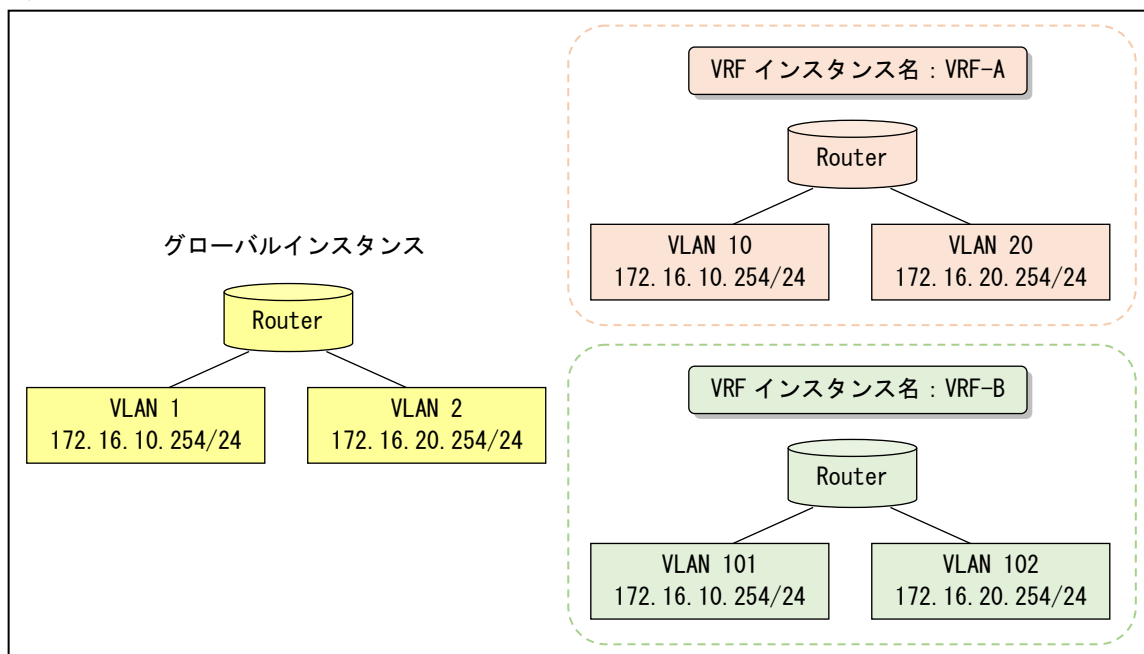 グローバルインスタンス
Router
VLAN 1
172.16.10.254/24
VLAN 2
172.16.20.254/24
VRF インスタンス名：VRF-A
Router
VLAN 10
172.16.10.254/24
VLAN 20
172.16.20.254/24
VRF インスタンス名：VRF-B
Router
VLAN 101
172.16.10.254/24
VLAN 102
172.16.20.254/24